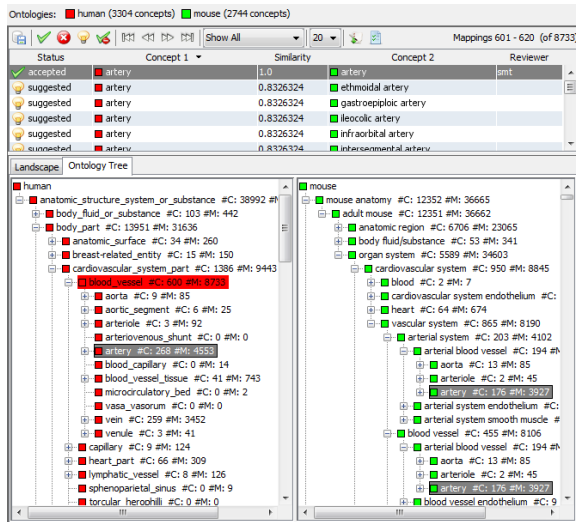 Ontologies: human (3304 concepts) mouse (2744 concepts)
Show All 20 Mappings 601 - 620 (of 8733)
Status Concept 1 Similarity Concept 2 Reviewer
accepted artery 1.0 artery smt
suggested artery 0.8326324 ethmoidal artery
suggested artery 0.8326324 gastroepiploic artery
suggested artery 0.8326324 ileocolic artery
suggested artery 0.8326324 infraorbital artery
suggested artery 0.8326324 intersegmental artery
Landscape Ontology Tree
human
anatomic_structure_system_or_substance #C: 38992 #M
body_fluid_or_substance #C: 103 #M: 442
body_part #C: 13951 #M: 31636
anatomic_surface #C: 34 #M: 260
breast-related_entity #C: 15 #M: 150
cardiovascular_system_part #C: 1386 #M: 9443
blood_vessel #C: 600 #M: 8733
aorta #C: 9 #M: 85
aortic_segment #C: 6 #M: 25
arteriole #C: 3 #M: 92
arteriovenous_shunt #C: 0 #M: 0
artery #C: 268 #M: 4553
blood_capillary #C: 0 #M: 14
blood_vessel_tissue #C: 41 #M: 743
microcirculatory_bed #C: 0 #M: 2
vasa_vasorum #C: 0 #M: 0
vein #C: 259 #M: 3452
venule #C: 3 #M: 41
capillary #C: 9 #M: 124
heart_part #C: 66 #M: 309
lymphatic_vessel #C: 8 #M: 126
sphenoparietal_sinus #C: 0 #M: 9
torcular_herophilli #C: 0 #M: 0
mouse
mouse anatomy #C: 12352 #M: 36665
adult mouse #C: 12351 #M: 36662
anatomic region #C: 6706 #M: 23065
body fluid/substance #C: 53 #M: 341
organ system #C: 5589 #M: 34603
cardiovascular system #C: 950 #M: 8845
blood #C: 2 #M: 7
cardiovascular system endothelium #C:
heart #C: 64 #M: 674
vascular system #C: 865 #M: 8190
arterial system #C: 203 #M: 4102
arterial blood vessel #C: 194 #M
aorta #C: 13 #M: 85
arteriole #C: 2 #M: 45
artery #C: 176 #M: 3927
arterial system endothelium #C:
arterial system smooth muscle #
blood vessel #C: 455 #M: 8106
arterial blood vessel #C: 194 #M
aorta #C: 13 #M: 85
arteriole #C: 2 #M: 45
artery #C: 176 #M: 3927
blood vessel endothelium #C: 9